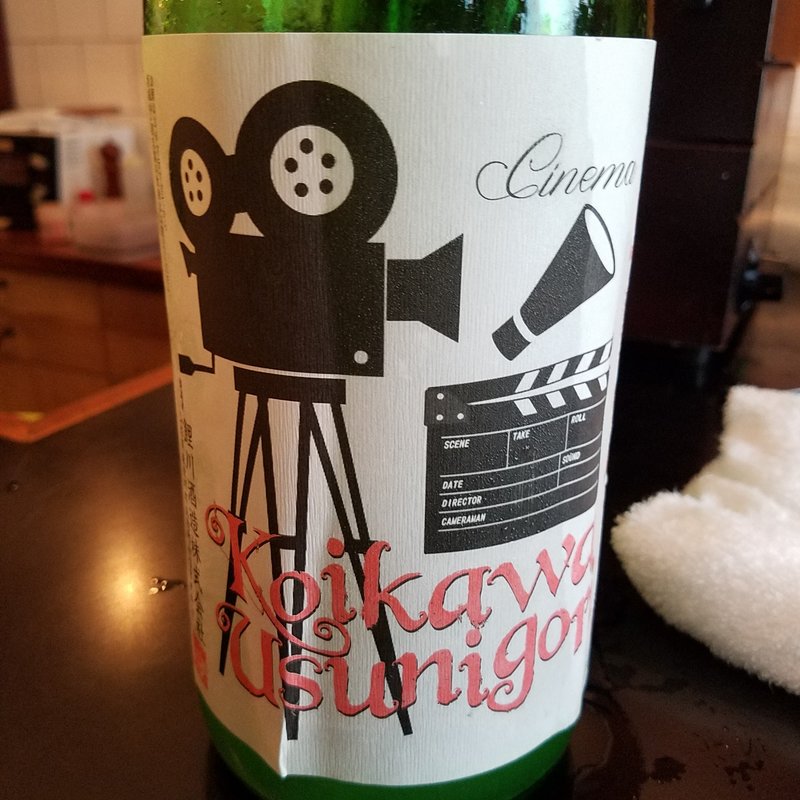 Cinema
SCENE
TAKE
ROLL
SOUND
DATE
DIRECTOR
CAMERAMAN
Koikawa
Usunigori